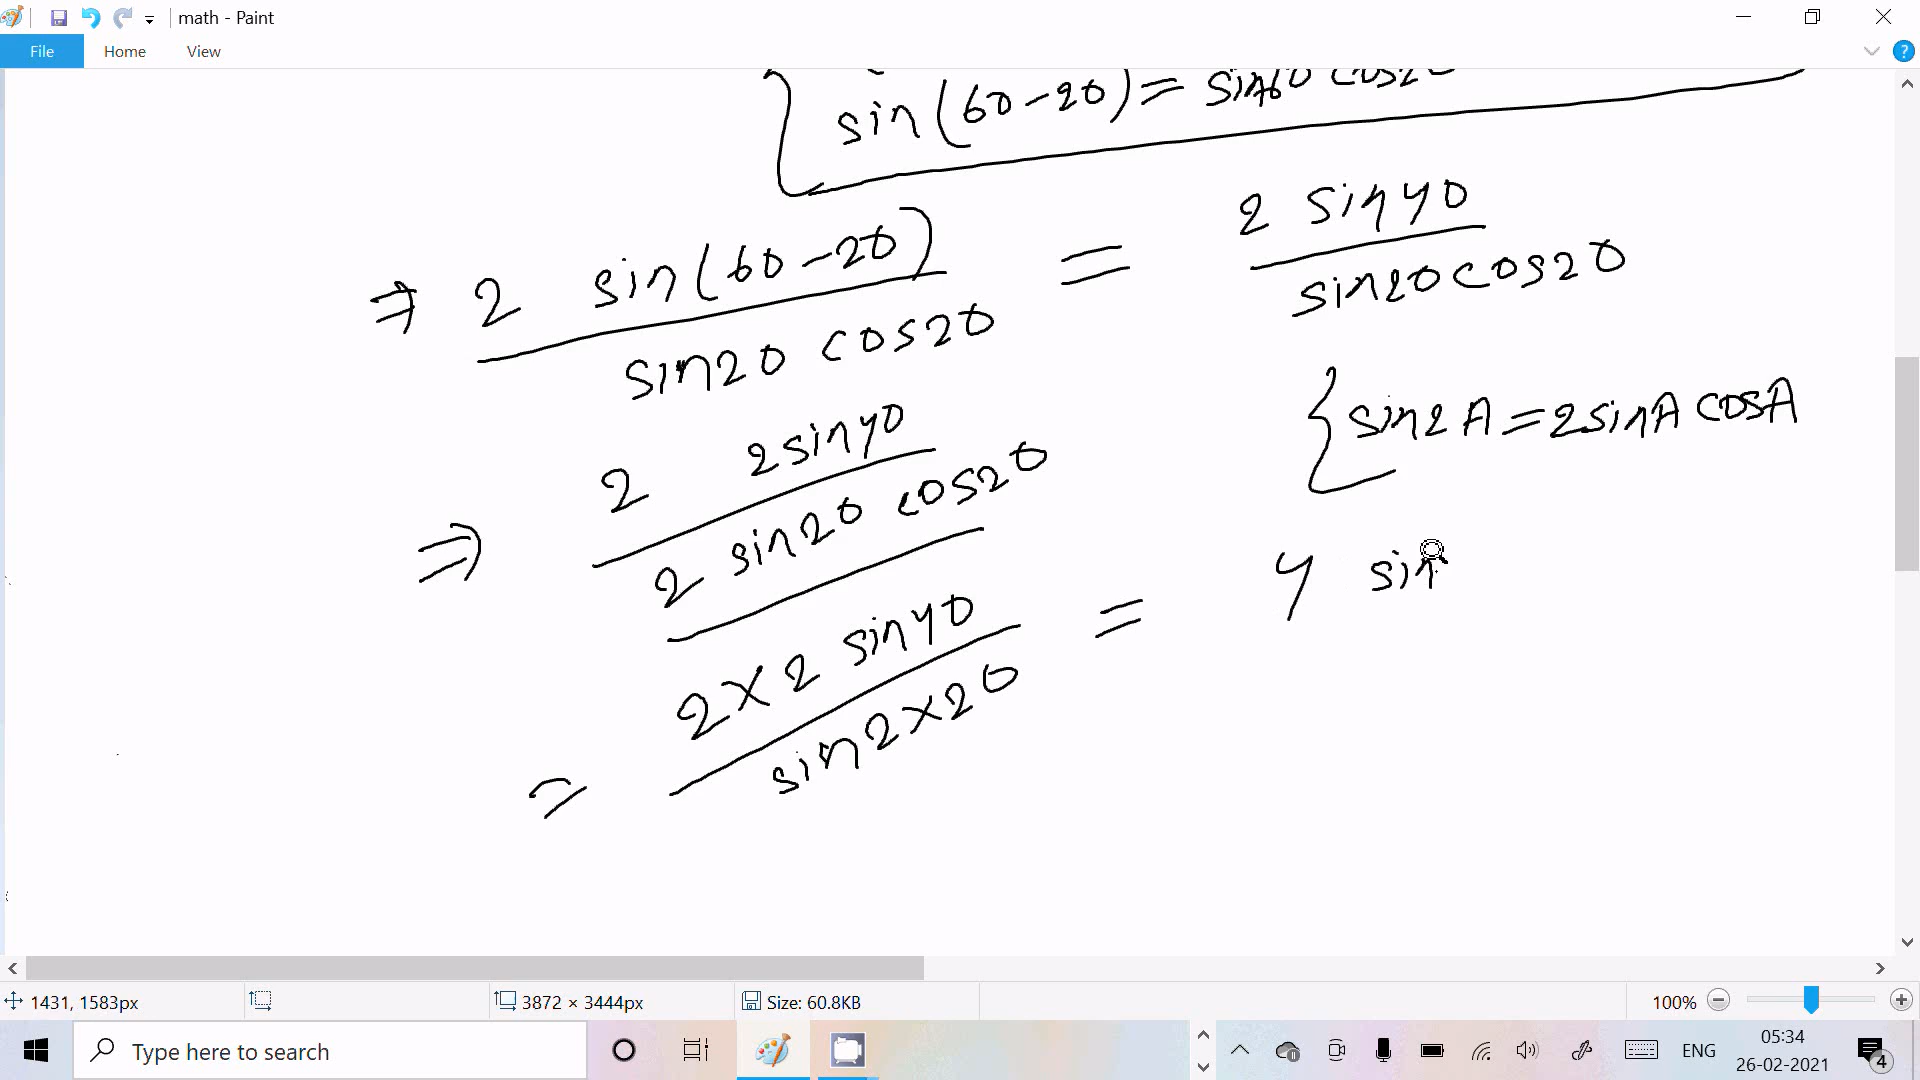 math - Paint
File Home View
sin(60-20)= sin60 cos20
⇒ 2 sin(60-20) = 2 sin40
sin20 cos20 sin20 cos20
{sin2A=2sinA cosA
⇒ 2 2sin40
2 sin20 cos20
= 2×2 sin40 = 4 sin
sin2×20
1431, 1583px 3872 × 3444px Size: 60.8KB 100%
Type here to search ENG 05:34
26-02-2021 4